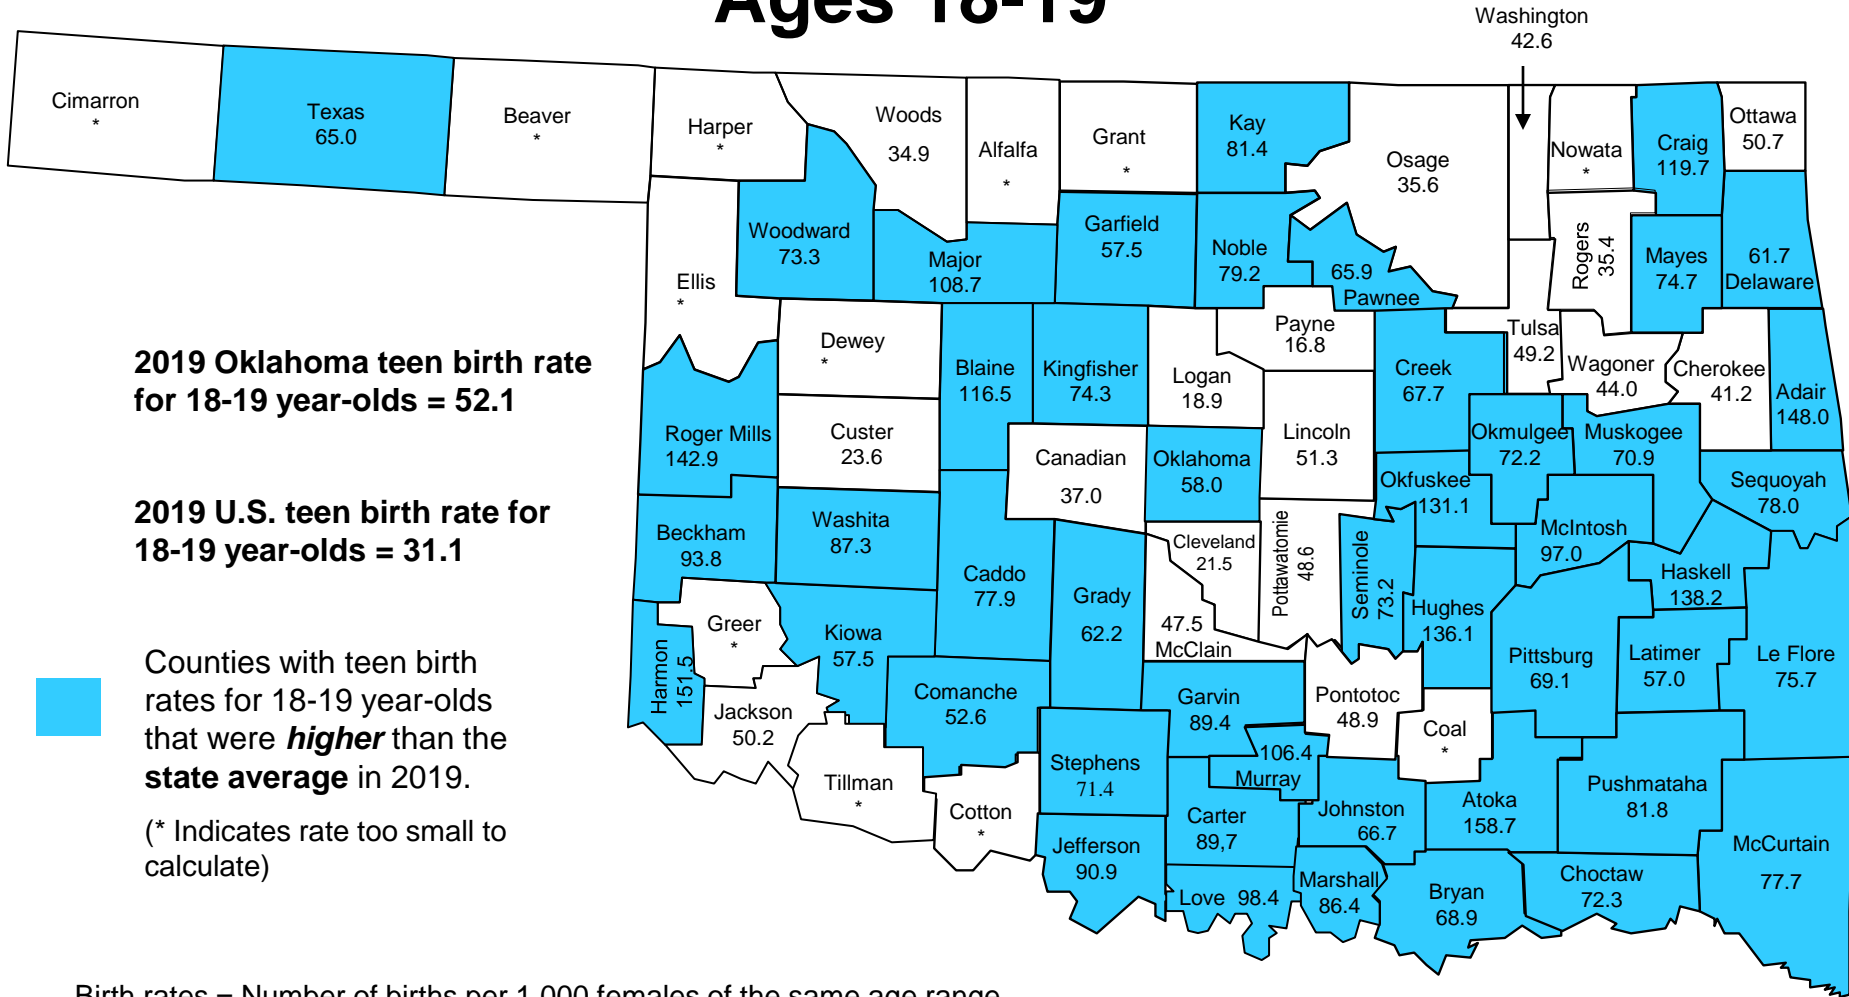 Ages 18-19
Washington
42.6
Cimarron
*
Texas
65.0
Beaver
*
Harper
*
Woods
34.9
Alfalfa
*
Grant
*
Kay
81.4
Osage
35.6
Nowata
*
Craig
119.7
Ottawa
50.7
Woodward
73.3
Major
108.7
Garfield
57.5
Noble
79.2
65.9
Pawnee
Rogers
35.4
Mayes
74.7
61.7
Delaware
Ellis
*
Dewey
*
Blaine
116.5
Kingfisher
74.3
Logan
18.9
Payne
16.8
Creek
67.7
Tulsa
49.2
Wagoner
44.0
Cherokee
41.2
Adair
148.0
2019 Oklahoma teen birth rate
for 18-19 year-olds = 52.1
Roger Mills
142.9
Custer
23.6
Canadian
37.0
Oklahoma
58.0
Lincoln
51.3
Okmulgee
72.2
Muskogee
70.9
Okfuskee
131.1
Sequoyah
78.0
2019 U.S. teen birth rate for
18-19 year-olds = 31.1
Beckham
93.8
Washita
87.3
Caddo
77.9
Grady
62.2
Cleveland
21.5
Pottawatomie
48.6
Seminole
73.2
McIntosh
97.0
Haskell
138.2
Hughes
136.1
Harmon
151.5
Greer
*
Kiowa
57.5
47.5
McClain
Pittsburg
69.1
Latimer
57.0
Le Flore
75.7
Counties with teen birth
rates for 18-19 year-olds
that were higher than the
state average in 2019.
(* Indicates rate too small to
calculate)
Jackson
50.2
Comanche
52.6
Garvin
89.4
Pontotoc
48.9
Coal
*
Tillman
*
Cotton
*
Stephens
71.4
106.4
Murray
Carter
89,7
Johnston
66.7
Atoka
158.7
Pushmataha
81.8
McCurtain
77.7
Jefferson
90.9
Love 98.4
Marshall
86.4
Bryan
68.9
Choctaw
72.3
Birth rates = Number of births per 1,000 females of the same age range